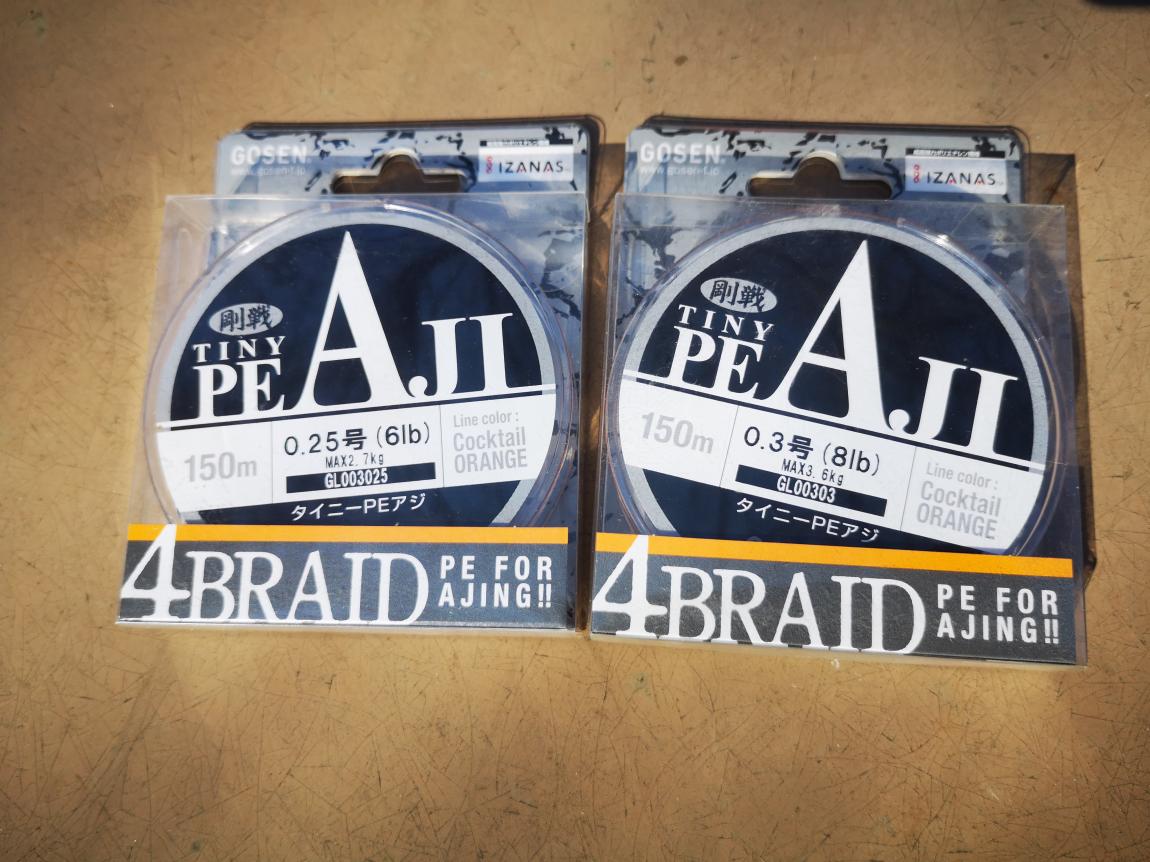 GOSEN
www.gosen-f.jp
IZANAS
剛戦
TINY
PE AJI
150m
0.25号 (6lb)
MAX2.7kg
GL003025
Line color :
Cocktail
ORANGE
タイニーPEアジ
4BRAID
PE FOR
AJING!!
GOSEN
www.gosen-f.jp
IZANAS
剛戦
TINY
PE AJI
150m
0.3号 (8lb)
MAX3.6kg
GL00303
Line color :
Cocktail
ORANGE
タイニーPEアジ
4BRAID
PE FOR
AJING!!